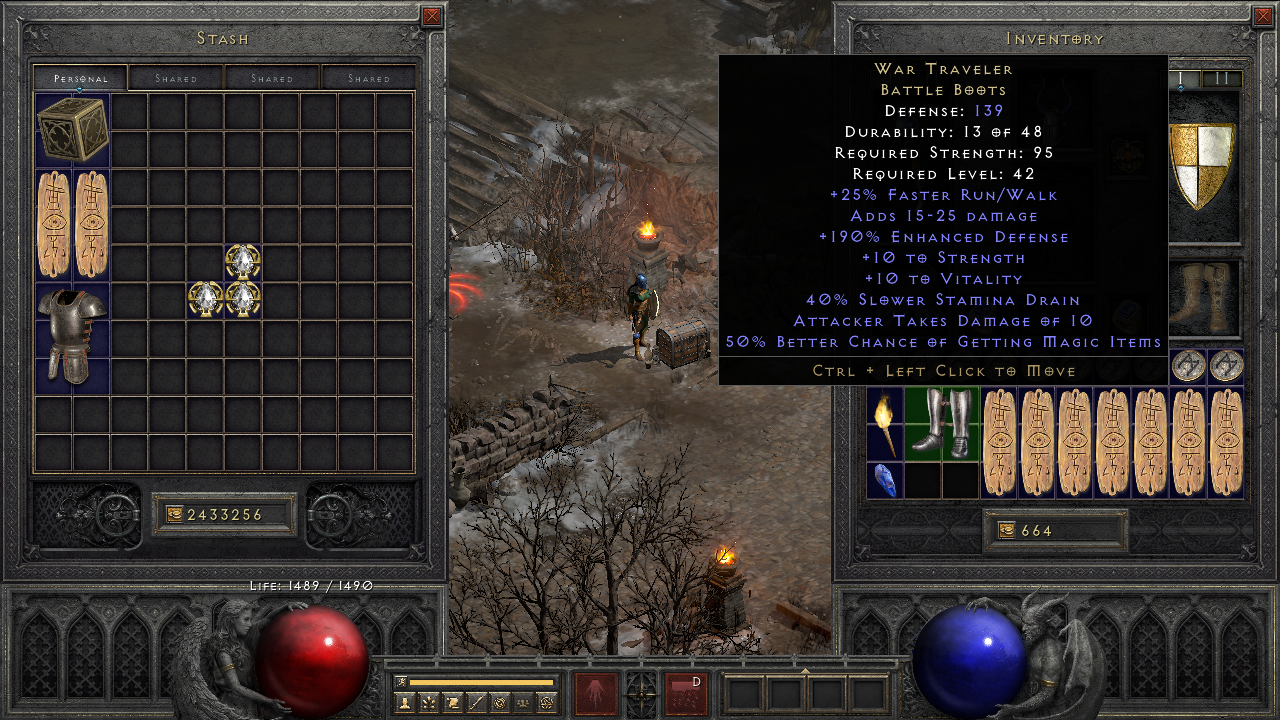 Stash
Personal
Shared
Shared
Shared
2433256
Life: 1489 / 1490
D
Inventory
I
II
War Traveler
Battle Boots
Defense: 139
Durability: 13 of 48
Required Strength: 95
Required Level: 42
+25% Faster Run/Walk
Adds 15-25 damage
+190% Enhanced Defense
+10 to Strength
+10 to Vitality
40% Slower Stamina Drain
Attacker Takes Damage of 10
50% Better Chance of Getting Magic Items
Ctrl + Left Click to Move
664